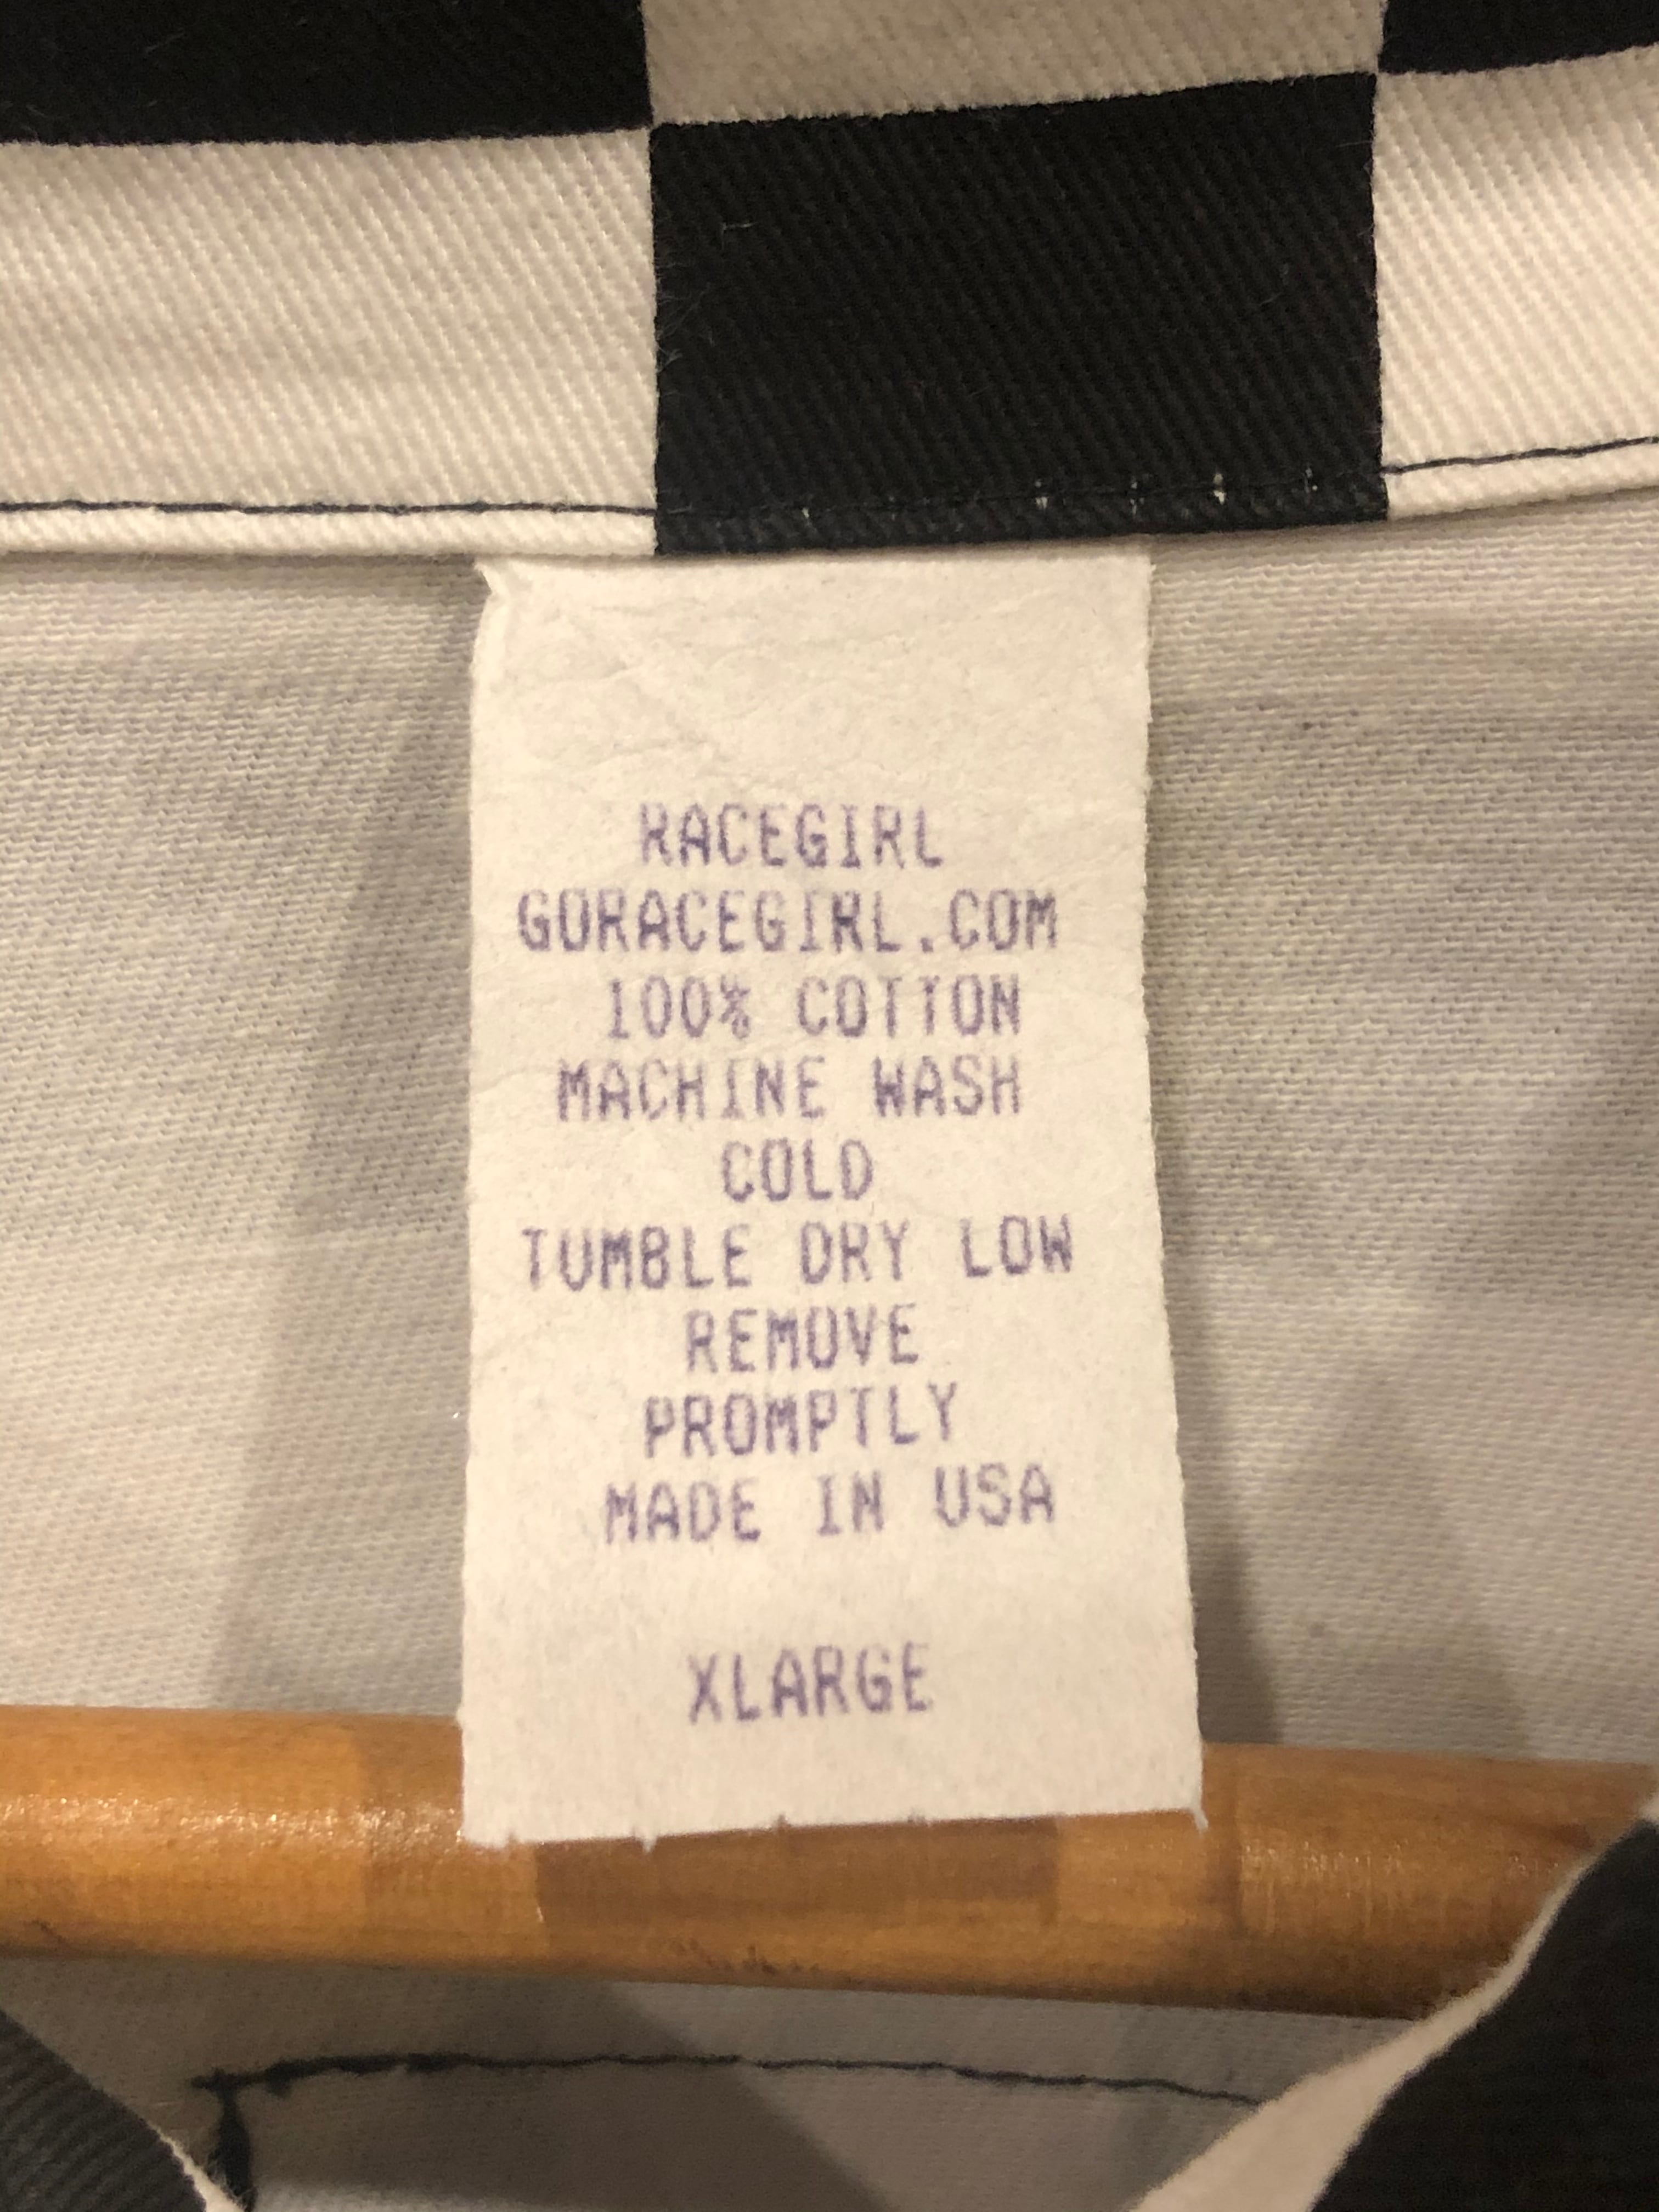 RACEGIRL
GORACEGIRL.COM
100% COTTON
MACHINE WASH
COLD
TUMBLE DRY LOW
REMOVE
PROMPTLY
MADE IN USA
XLARGE